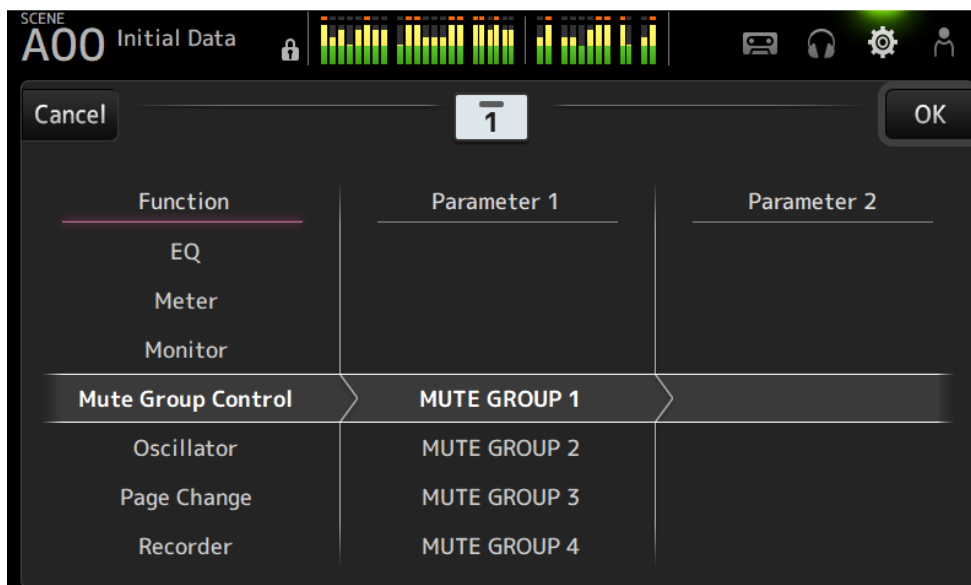 SCENE
A00 Initial Data
Cancel
1
OK
Function Parameter 1 Parameter 2
EQ
Meter
Monitor
Mute Group Control MUTE GROUP 1
Oscillator MUTE GROUP 2
Page Change MUTE GROUP 3
Recorder MUTE GROUP 4